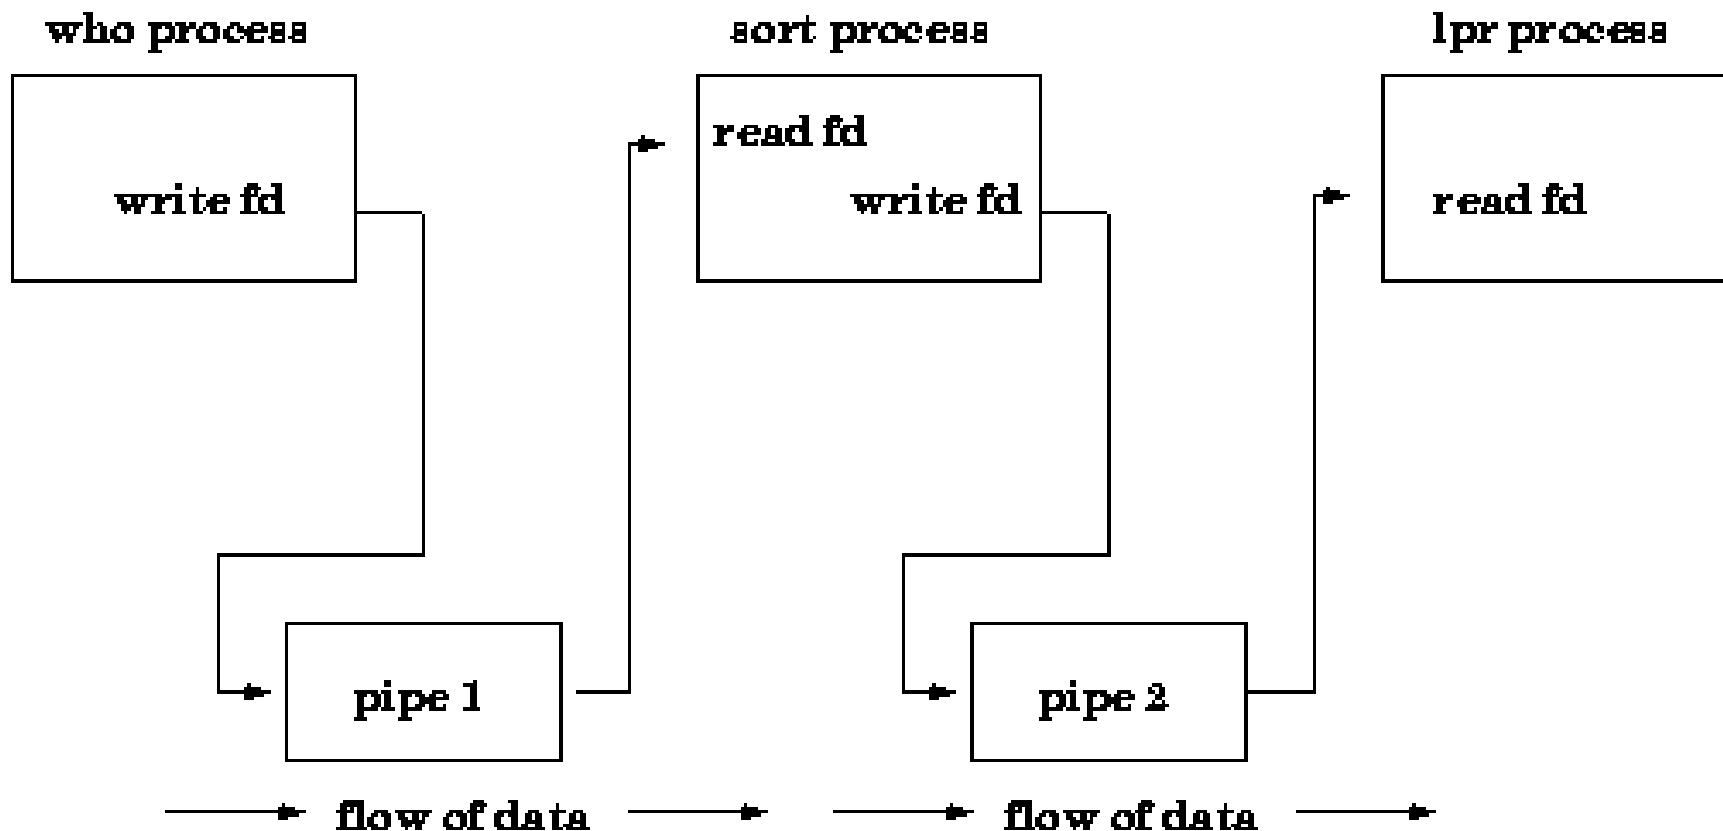 who process
sort process
lpr process
read fd
write fd
write fd
read fd
pipe 1
pipe 2
flow of data
flow of data